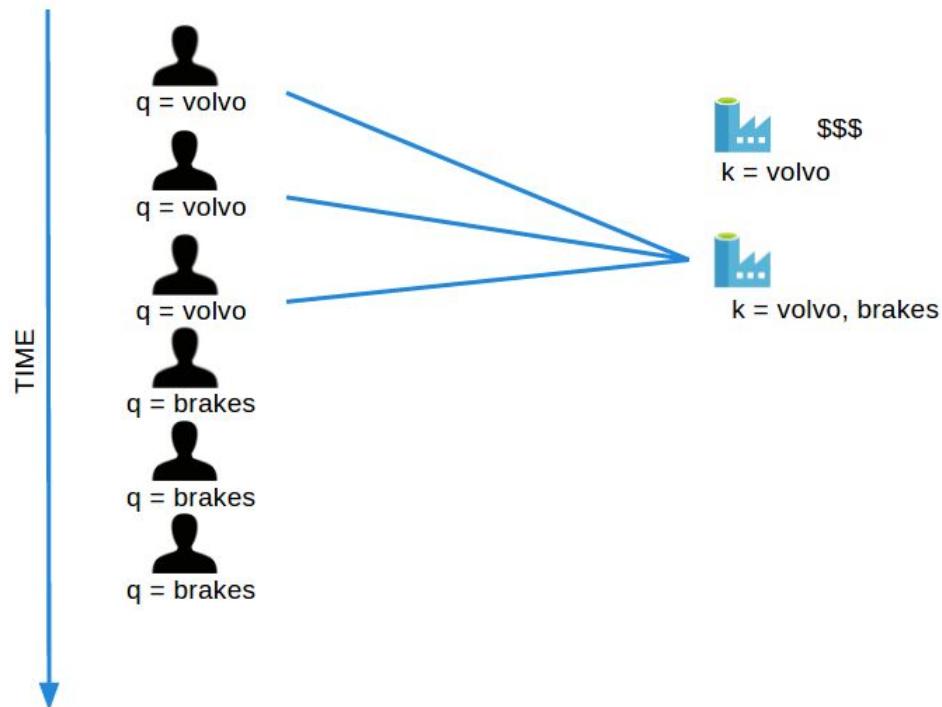 q = volvo
q = volvo
q = volvo
q = brakes
q = brakes
q = brakes
TIME
$$$
k = volvo
k = volvo, brakes